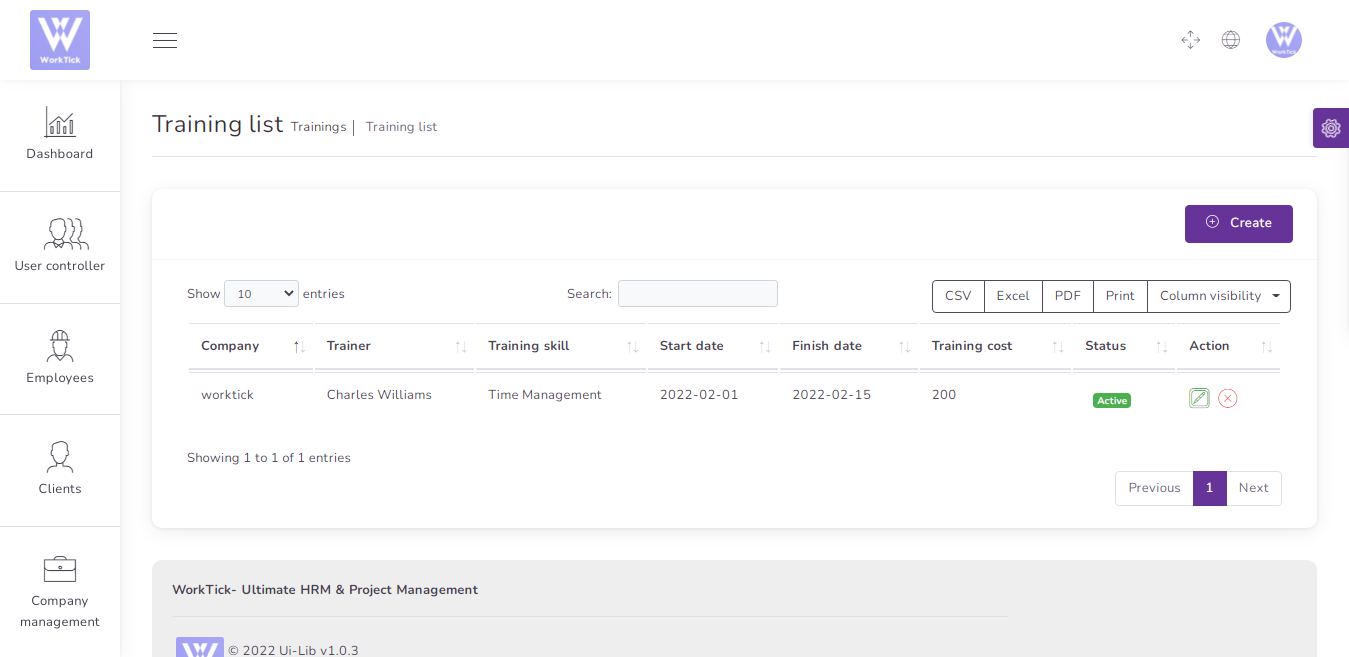 WorkTick
WorkTick
Dashboard
User controller
Employees
Clients
Company
management
Training list Trainings | Training list
Create
Show 10 entries
Search:
CSV Excel PDF Print Column visibility
Company Trainer Training skill Start date Finish date Training cost Status Action
worktick Charles Williams Time Management 2022-02-01 2022-02-15 200 Active
Showing 1 to 1 of 1 entries
Previous 1 Next
WorkTick- Ultimate HRM & Project Management
© 2022 Ui-Lib v1.0.3